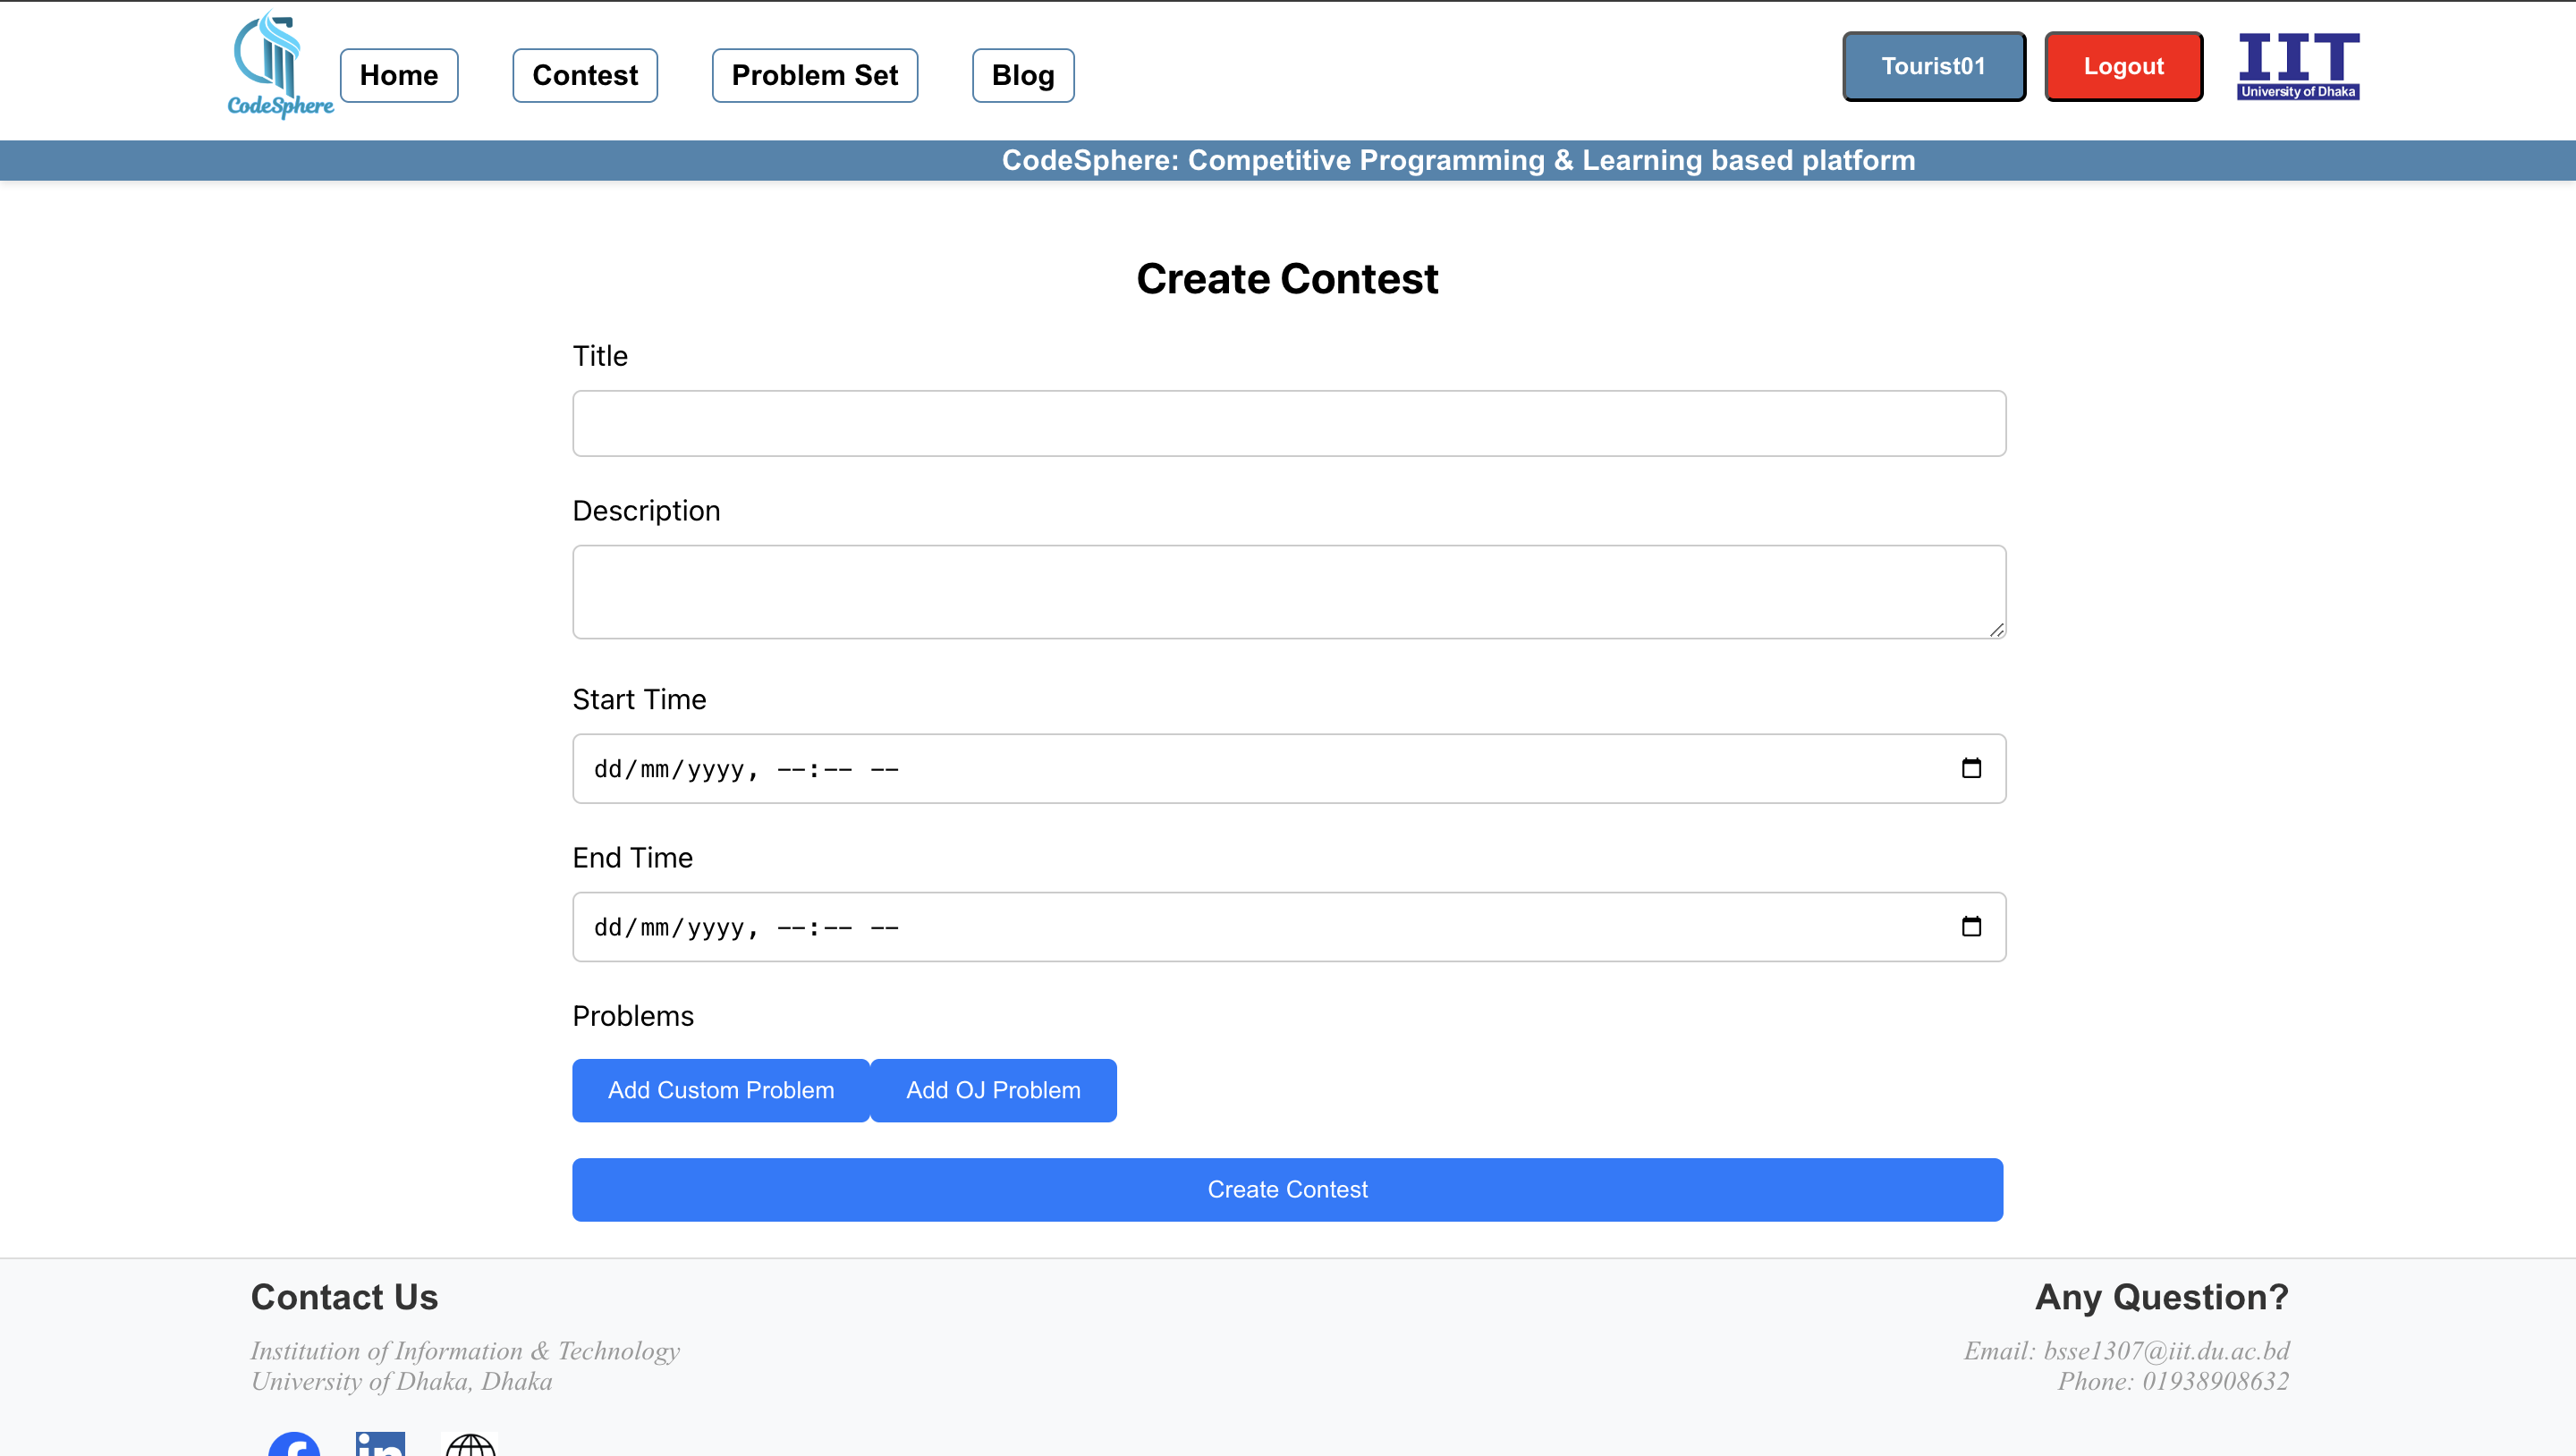 CodeSphere
Home
Contest
Problem Set
Blog
Tourist01
Logout
IIT
University of Dhaka
CodeSphere: Competitive Programming & Learning based platform
Create Contest
Title
Description
Start Time
dd/mm/yyyy, --:-- --
End Time
dd/mm/yyyy, --:-- --
Problems
Add Custom Problem
Add OJ Problem
Create Contest
Contact Us
Institution of Information & Technology
University of Dhaka, Dhaka
Any Question?
Email: bsse1307@iit.du.ac.bd
Phone: 01938908632
f
in